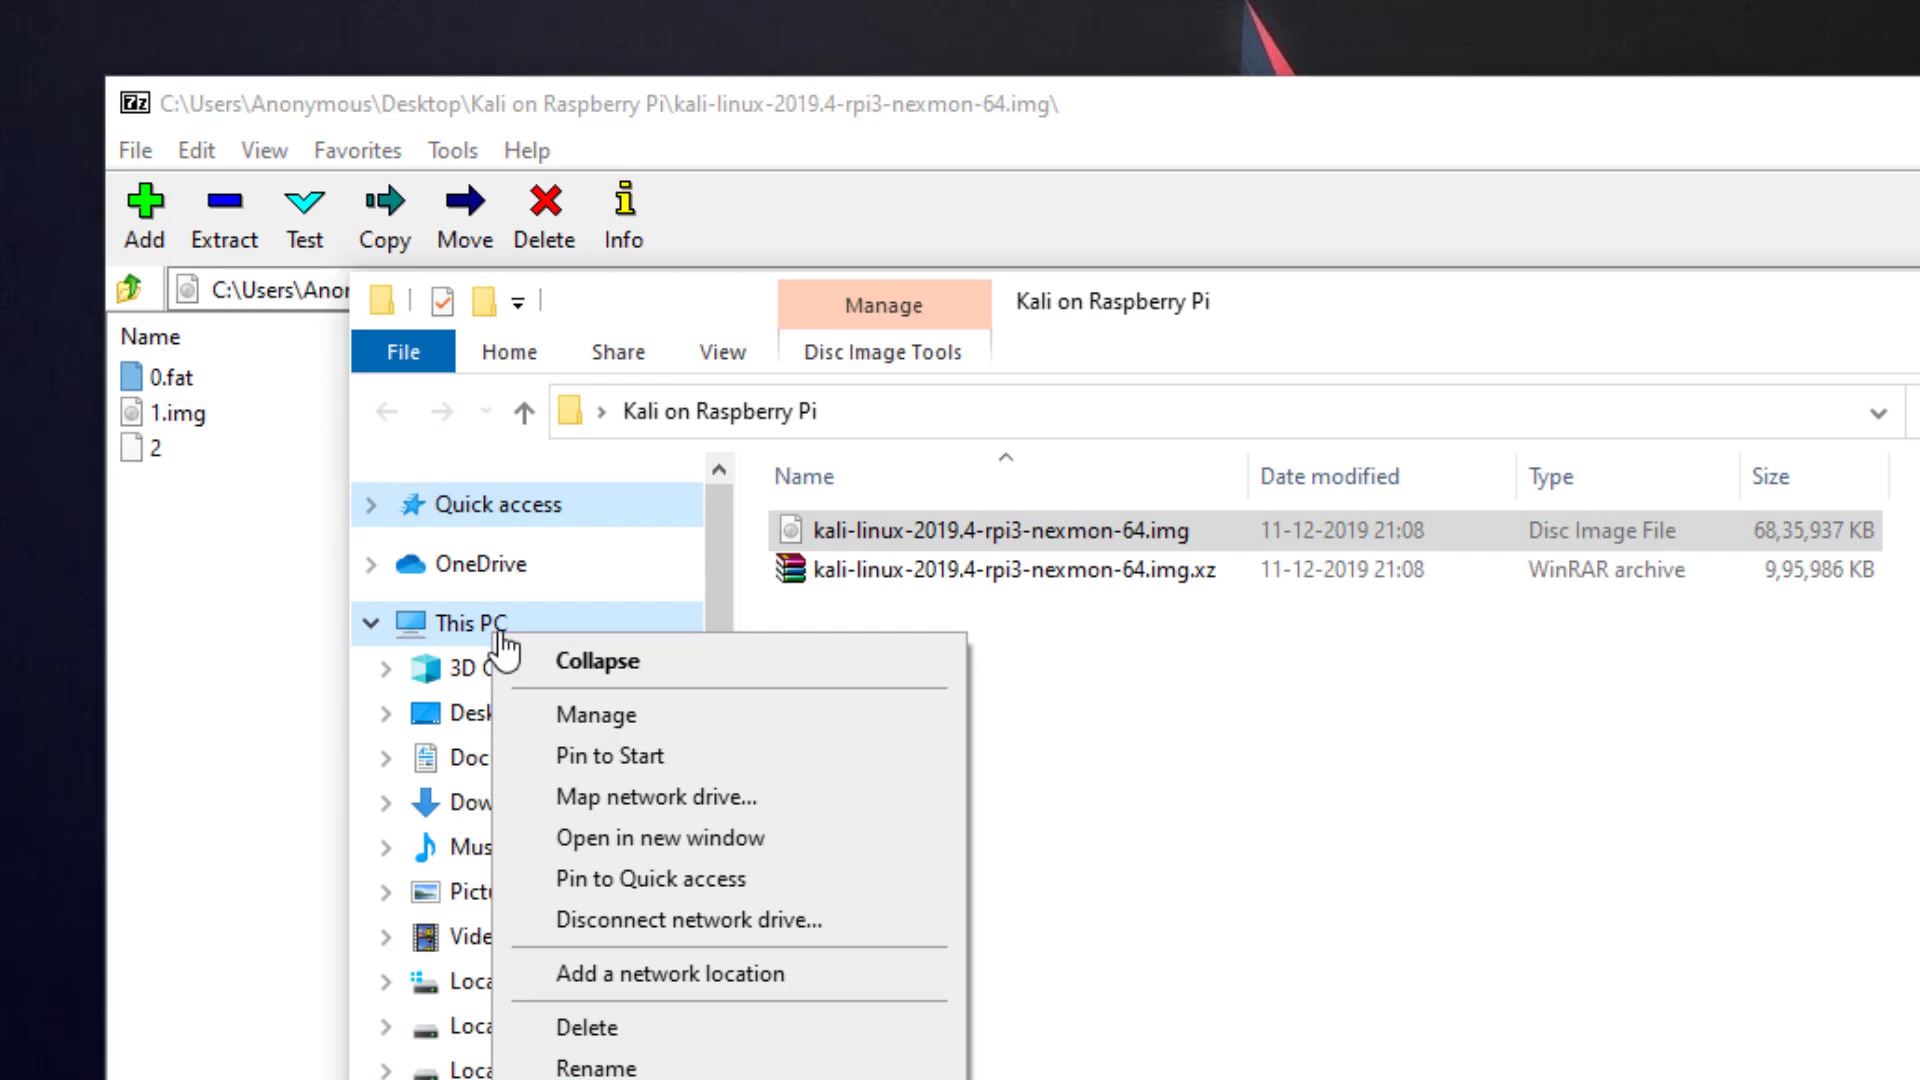 C:\Users\Anonymous\Desktop\Kali on Raspberry Pi\kali-linux-2019.4-rpi3-nexmon-64.img\
File Edit View Favorites Tools Help
Add Extract Test Copy Move Delete Info
C:\Users\Anor
Name
0.fat
1.img
2
Manage Kali on Raspberry Pi
File Home Share View Disc Image Tools
Kali on Raspberry Pi
Name Date modified Type Size
kali-linux-2019.4-rpi3-nexmon-64.img 11-12-2019 21:08 Disc Image File 68,35,937 KB
kali-linux-2019.4-rpi3-nexmon-64.img.xz 11-12-2019 21:08 WinRAR archive 9,95,986 KB
Quick access
OneDrive
This PC
3D
Desk
Doc
Dow
Mus
Pictu
Vide
Loca
Loca
Loca
Collapse
Manage
Pin to Start
Map network drive...
Open in new window
Pin to Quick access
Disconnect network drive...
Add a network location
Delete
Rename